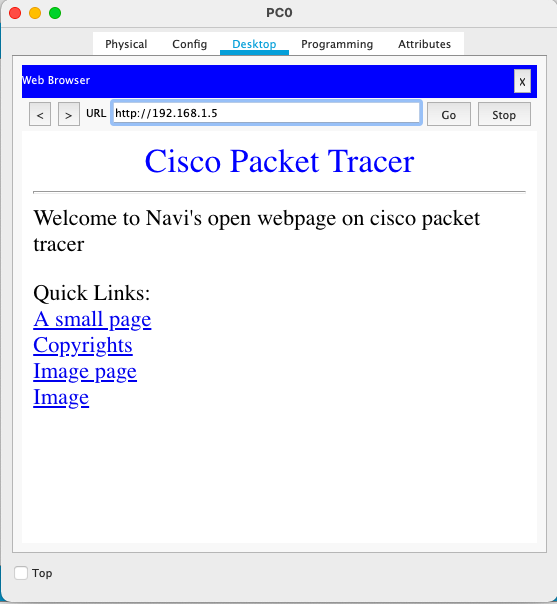 PC0
Physical Config Desktop Programming Attributes
Web Browser X
< > URL http://192.168.1.5 Go Stop
Cisco Packet Tracer
Welcome to Navi's open webpage on cisco packet
tracer
Quick Links:
A small page
Copyrights
Image page
Image
Top